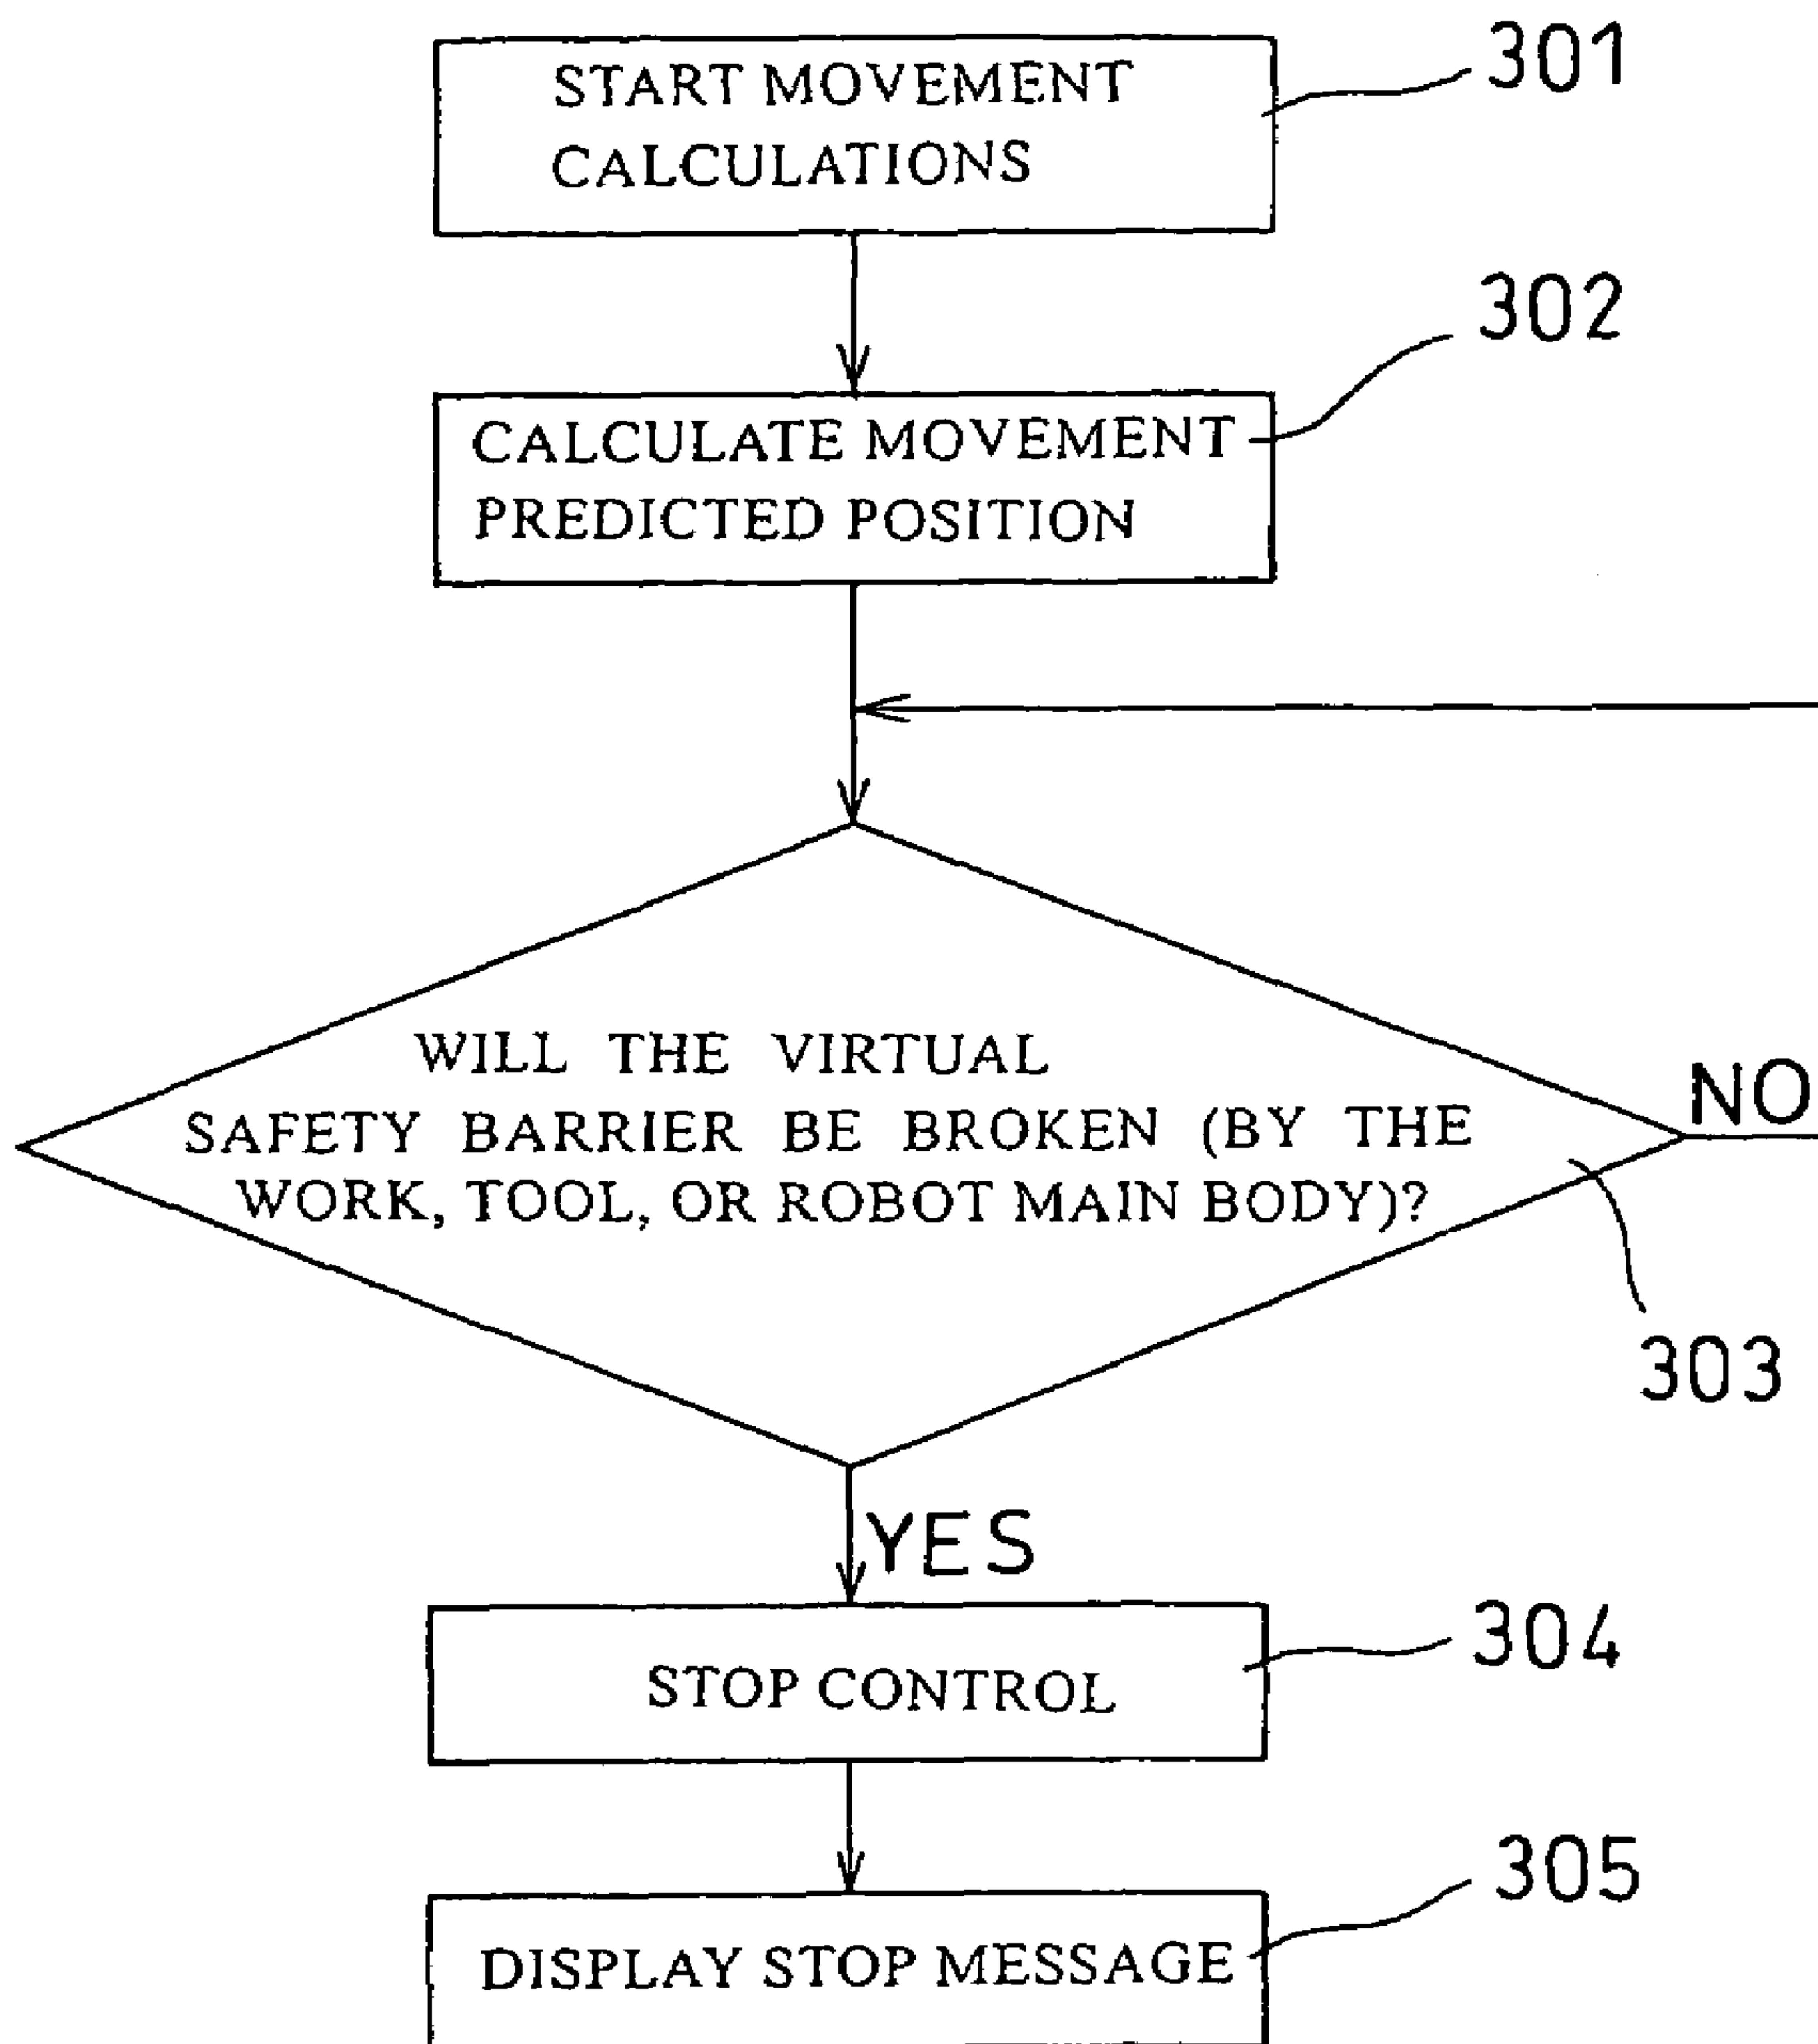 START MOVEMENT
CALCULATIONS
301
302
CALCULATE MOVEMENT
PREDICTED POSITION
WILL THE VIRTUAL
SAFETY BARRIER BE BROKEN (BY THE
WORK, TOOL, OR ROBOT MAIN BODY)?
NO
303
YES
STOP CONTROL
304
DISPLAY STOP MESSAGE
305